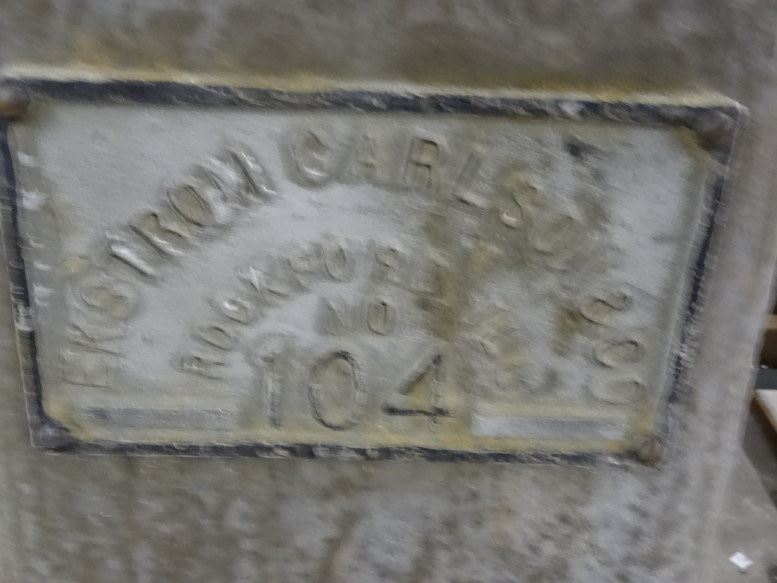 EKSTROM CARLSON & CO
ROCKFORD ILL
NO
104